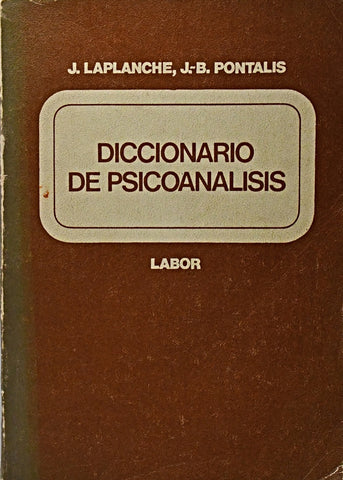 J. LAPLANCHE, J.-B. PONTALIS
DICCIONARIO
DE PSICOANALISIS
LABOR